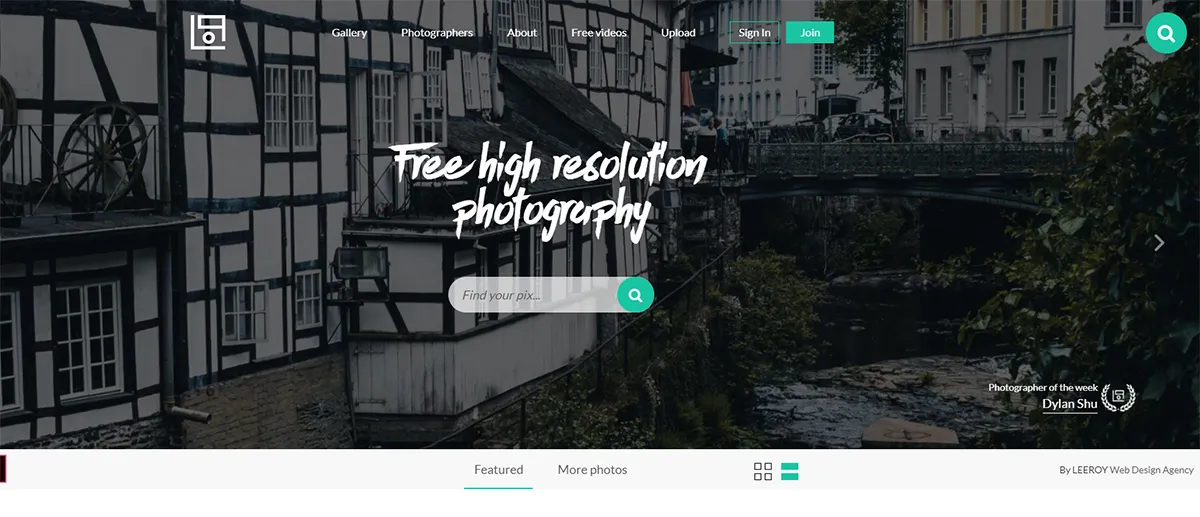 Gallery
Photographers
About
Free videos
Upload
Sign In
Join
Free high resolution
photography
Find your pix...
Photographer of the week
Dylan Shu
Featured
More photos
By LEEROY Web Design Agency